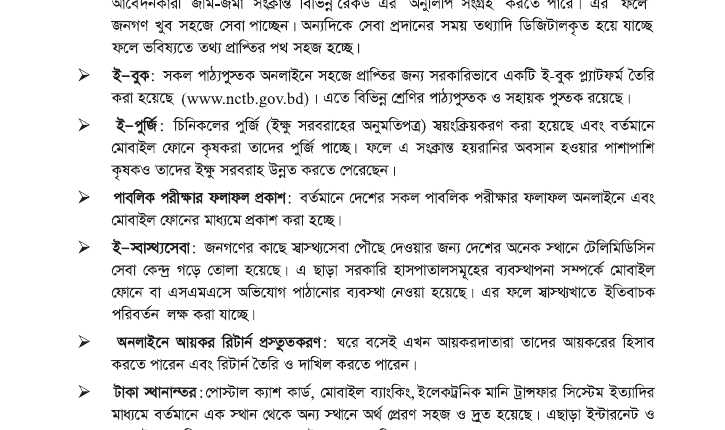 আবেদনকারী জমি-জমা সংক্রান্ত বিভিন্ন রেকর্ড এর অনুলিপি সংগ্রহ করতে পারে। এর ফলে
জনগণ খুব সহজে সেবা পাচ্ছেন। অন্যদিকে সেবা প্রদানের সময় তথ্যাদি ডিজিটালকৃত হয়ে যাচ্ছে
ফলে ভবিষ্যতে তথ্য প্রাপ্তির পথ সহজ হচ্ছে।
➢ ই–বুক: সকল পাঠ্যপুস্তক অনলাইনে সহজে প্রাপ্তির জন্য সরকারিভাবে একটি ই-বুক প্ল্যাটফর্ম তৈরি
করা হয়েছে (www.nctb.gov.bd)। এতে বিভিন্ন শ্রেণির পাঠ্যপুস্তক ও সহায়ক পুস্তক রয়েছে।
➢ ই–পুর্জি: চিনিকলের পুর্জি (ইক্ষু সরবরাহের অনুমতিপত্র) স্বয়ংক্রিয়করণ করা হয়েছে এবং বর্তমানে
মোবাইল ফোনে কৃষকরা তাদের পুর্জি পাচ্ছে। ফলে এ সংক্রান্ত হয়রানির অবসান হওয়ার পাশাপাশি
কৃষকও তাদের ইক্ষু সরবরাহ উন্নত করতে পেরেছেন।
➢ পাবলিক পরীক্ষার ফলাফল প্রকাশ: বর্তমানে দেশের সকল পাবলিক পরীক্ষার ফলাফল অনলাইনে এবং
মোবাইল ফোনের মাধ্যমে প্রকাশ করা হচ্ছে।
➢ ই–স্বাস্থ্যসেবা: জনগণের কাছে স্বাস্থ্যসেবা পৌঁছে দেওয়ার জন্য দেশের অনেক স্থানে টেলিমিডিসিন
সেবা কেন্দ্র গড়ে তোলা হয়েছে। এ ছাড়া সরকারি হাসপাতালসমূহের ব্যবস্থাপনা সম্পর্কে মোবাইল
ফোনে বা এসএমএসে অভিযোগ পাঠানোর ব্যবস্থা নেওয়া হয়েছে। এর ফলে স্বাস্থ্যখাতে ইতিবাচক
পরিবর্তন লক্ষ করা যাচ্ছে।
➢ অনলাইনে আয়কর রিটার্ন প্রস্তুতকরণ: ঘরে বসেই এখন আয়করদাতারা তাদের আয়করের হিসাব
করতে পারেন এবং রিটার্ন তৈরি ও দাখিল করতে পারেন।
➢ টাকা স্থানান্তর:পোস্টাল ক্যাশ কার্ড, মোবাইল ব্যাংকিং, ইলেকট্রনিক মানি ট্রান্সফার সিস্টেম ইত্যাদির
মাধ্যমে বর্তমানে এক স্থান থেকে অন্য স্থানে অর্থ প্রেরণ সহজ ও দ্রুত হয়েছে। এছাড়া ইন্টারনেট ও